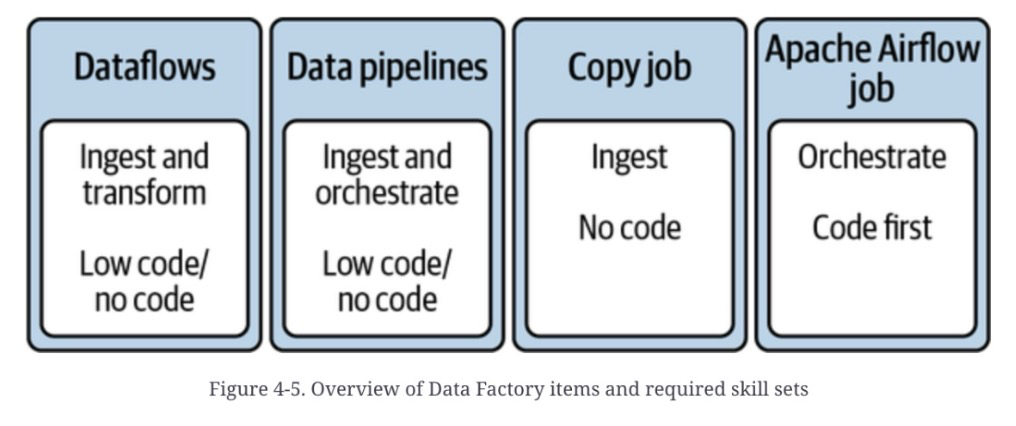 Dataflows
Ingest and
transform
Low code/
no code
Data pipelines
Ingest and
orchestrate
Low code/
no code
Copy job
Ingest
No code
Apache Airflow
job
Orchestrate
Code first
Figure 4-5. Overview of Data Factory items and required skill sets